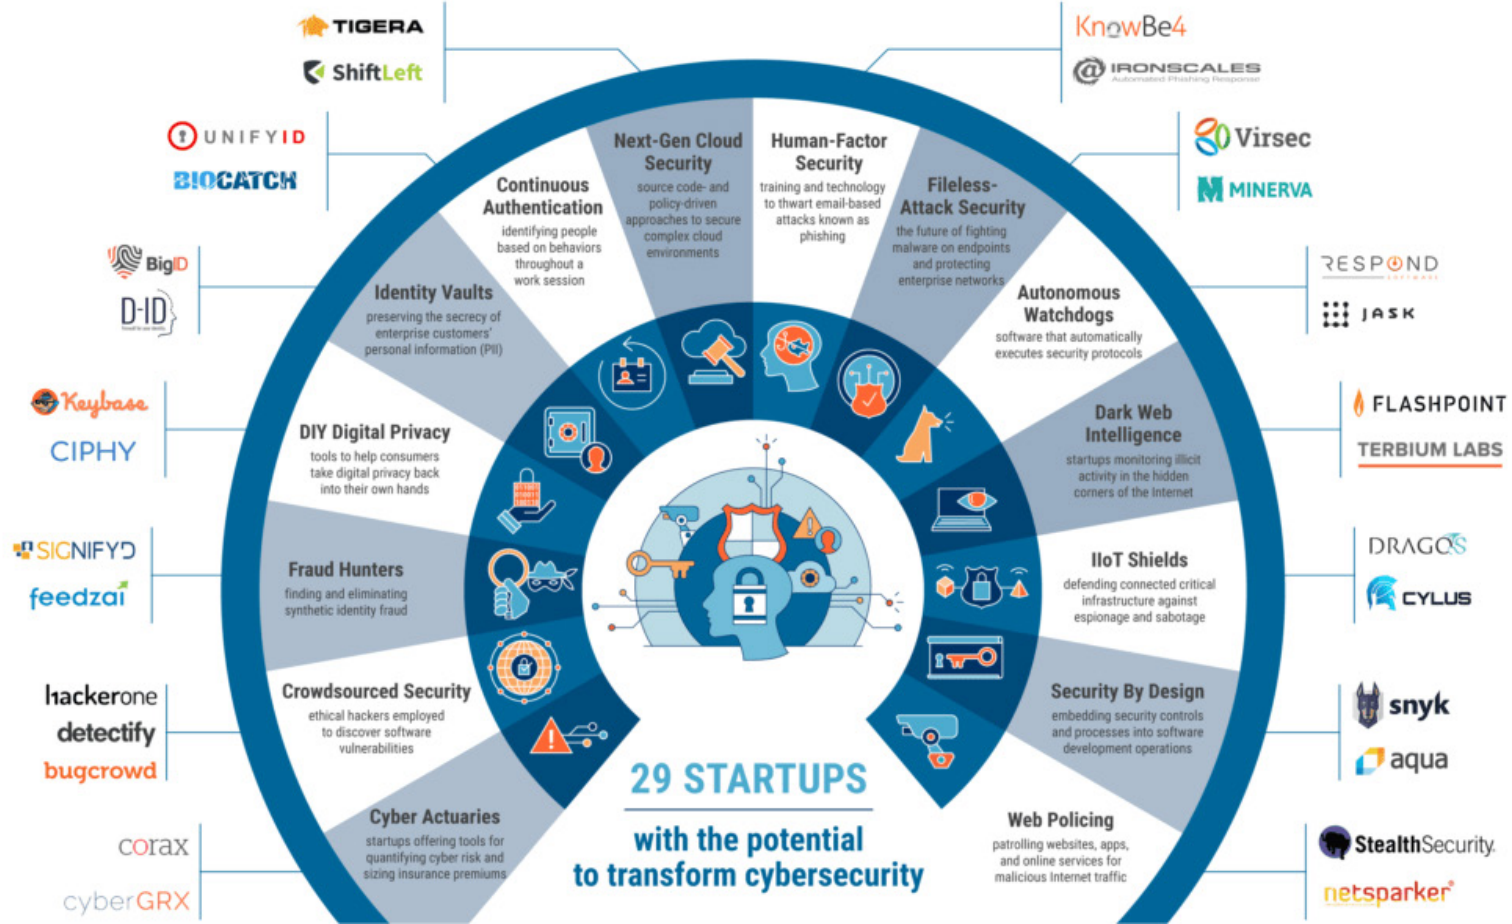 TIGERA
ShiftLeft
KnowBe4
IRONSCALES
Automated Phishing Response
UNIFYID
BIOCATCH
Virsec
MINERVA
BigID
D-ID
RESPOND
SOFTWARE
JASK
Keybase
CIPHY
FLASHPOINT
TERBIUM LABS
SIGNIFYD
feedzai
DRAGOS
CYLUS
hackerone
detectify
bugcrowd
snyk
aqua
corax
cyberGRX
StealthSecurity
netsparker
Next-Gen Cloud
Security
source code- and
policy-driven
approaches to secure
complex cloud
environments
Human-Factor
Security
training and technology
to thwart email-based
attacks known as
phishing
Continuous
Authentication
identifying people
based on behaviors
throughout a
work session
Fileless-
Attack Security
the future of fighting
malware on endpoints
and protecting
enterprise networks
Identity Vaults
preserving the secrecy of
enterprise customers'
personal information (PII)
Autonomous
Watchdogs
software that automatically
executes security protocols
DIY Digital Privacy
tools to help consumers
take digital privacy back
into their own hands
Dark Web
Intelligence
startups monitoring illicit
activity in the hidden
corners of the Internet
Fraud Hunters
finding and eliminating
synthetic identity fraud
IIoT Shields
defending connected critical
infrastructure against
espionage and sabotage
Crowdsourced Security
ethical hackers employed
to discover software
vulnerabilities
Security By Design
embedding security controls
and processes into software
development operations
Cyber Actuaries
startups offering tools for
quantifying cyber risk and
sizing insurance premiums
Web Policing
patrolling websites, apps,
and online services for
malicious Internet traffic
29 STARTUPS
with the potential
to transform cybersecurity